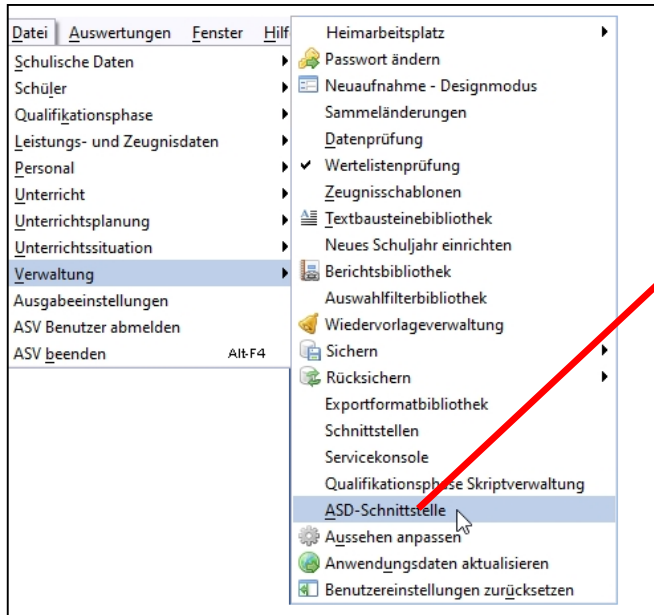 Datei Auswertungen Fenster Hilf
Schulische Daten
Schüler
Qualifikationsphase
Leistungs- und Zeugnisdaten
Personal
Unterricht
Unterrichtsplanung
Unterrichtssituation
Verwaltung
Ausgabeeinstellungen
ASV Benutzer abmelden
ASV beenden Alt-F4
Heimarbeitsplatz
Passwort ändern
Neuaufnahme - Designmodus
Sammeländerungen
Datenprüfung
Wertelistenprüfung
Zeugnisschablonen
Textbausteinebibliothek
Neues Schuljahr einrichten
Berichtsbibliothek
Auswahlfilterbibliothek
Wiedervorlageverwaltung
Sichern
Rücksichern
Exportformatbibliothek
Schnittstellen
Servicekonsole
Qualifikationsphase Skriptverwaltung
ASD-Schnittstelle
Aussehen anpassen
Anwendungsdaten aktualisieren
Benutzereinstellungen zurücksetzen